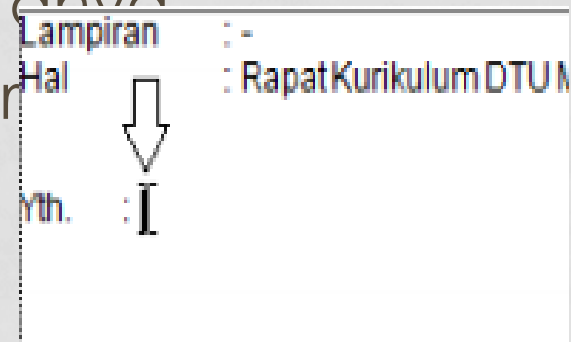 Lampiran : -
Hal : Rapat Kurikulum DTU
Yth. :